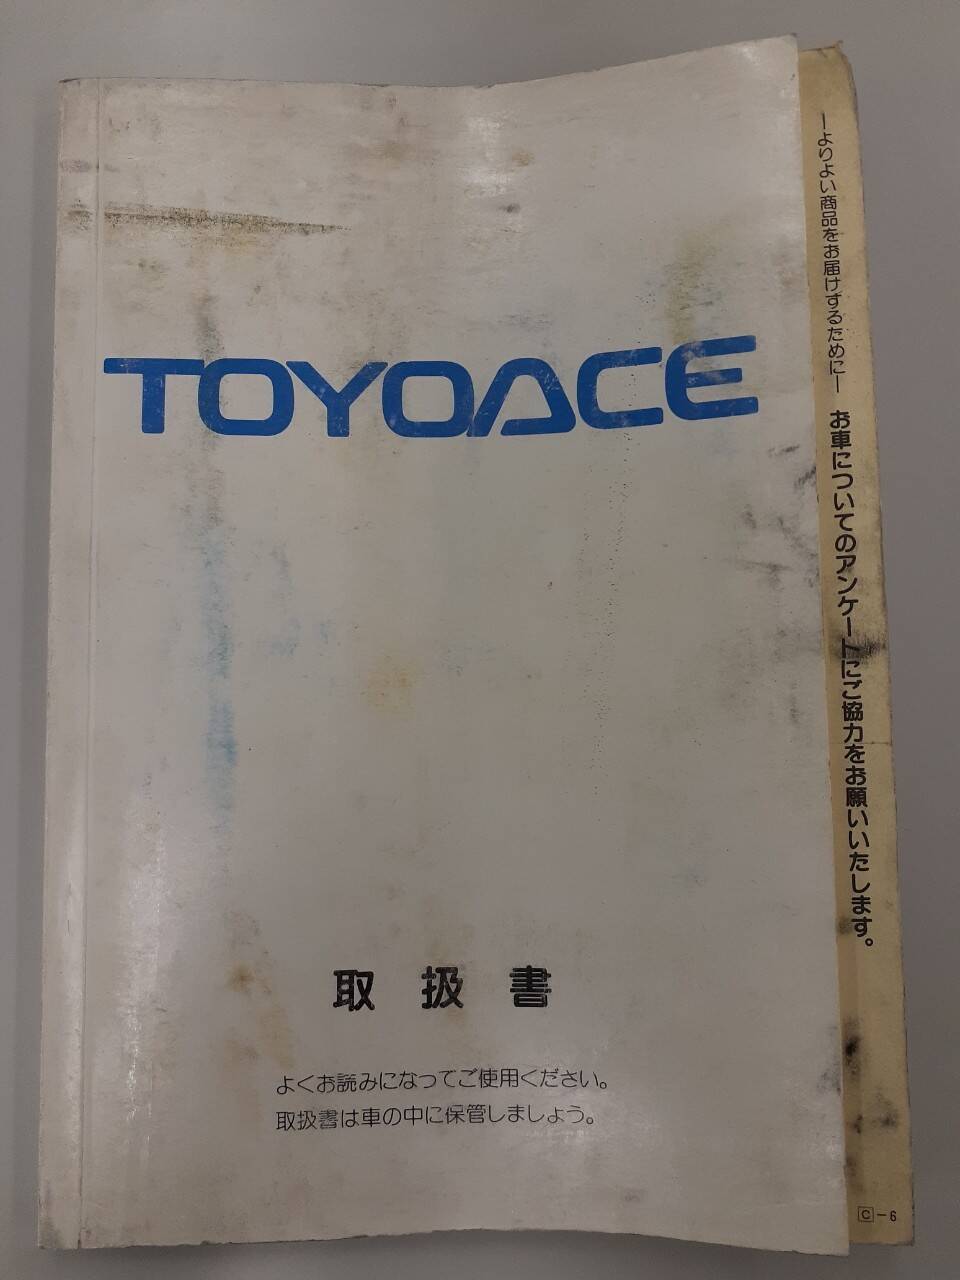 TOYOACE
取扱書
よくお読みになってご使用ください。
取扱書は車の中に保管しましょう。
ーよりよい商品をお届けするためにー お車についてのアンケートにご協力をお願いいたします。
C-6